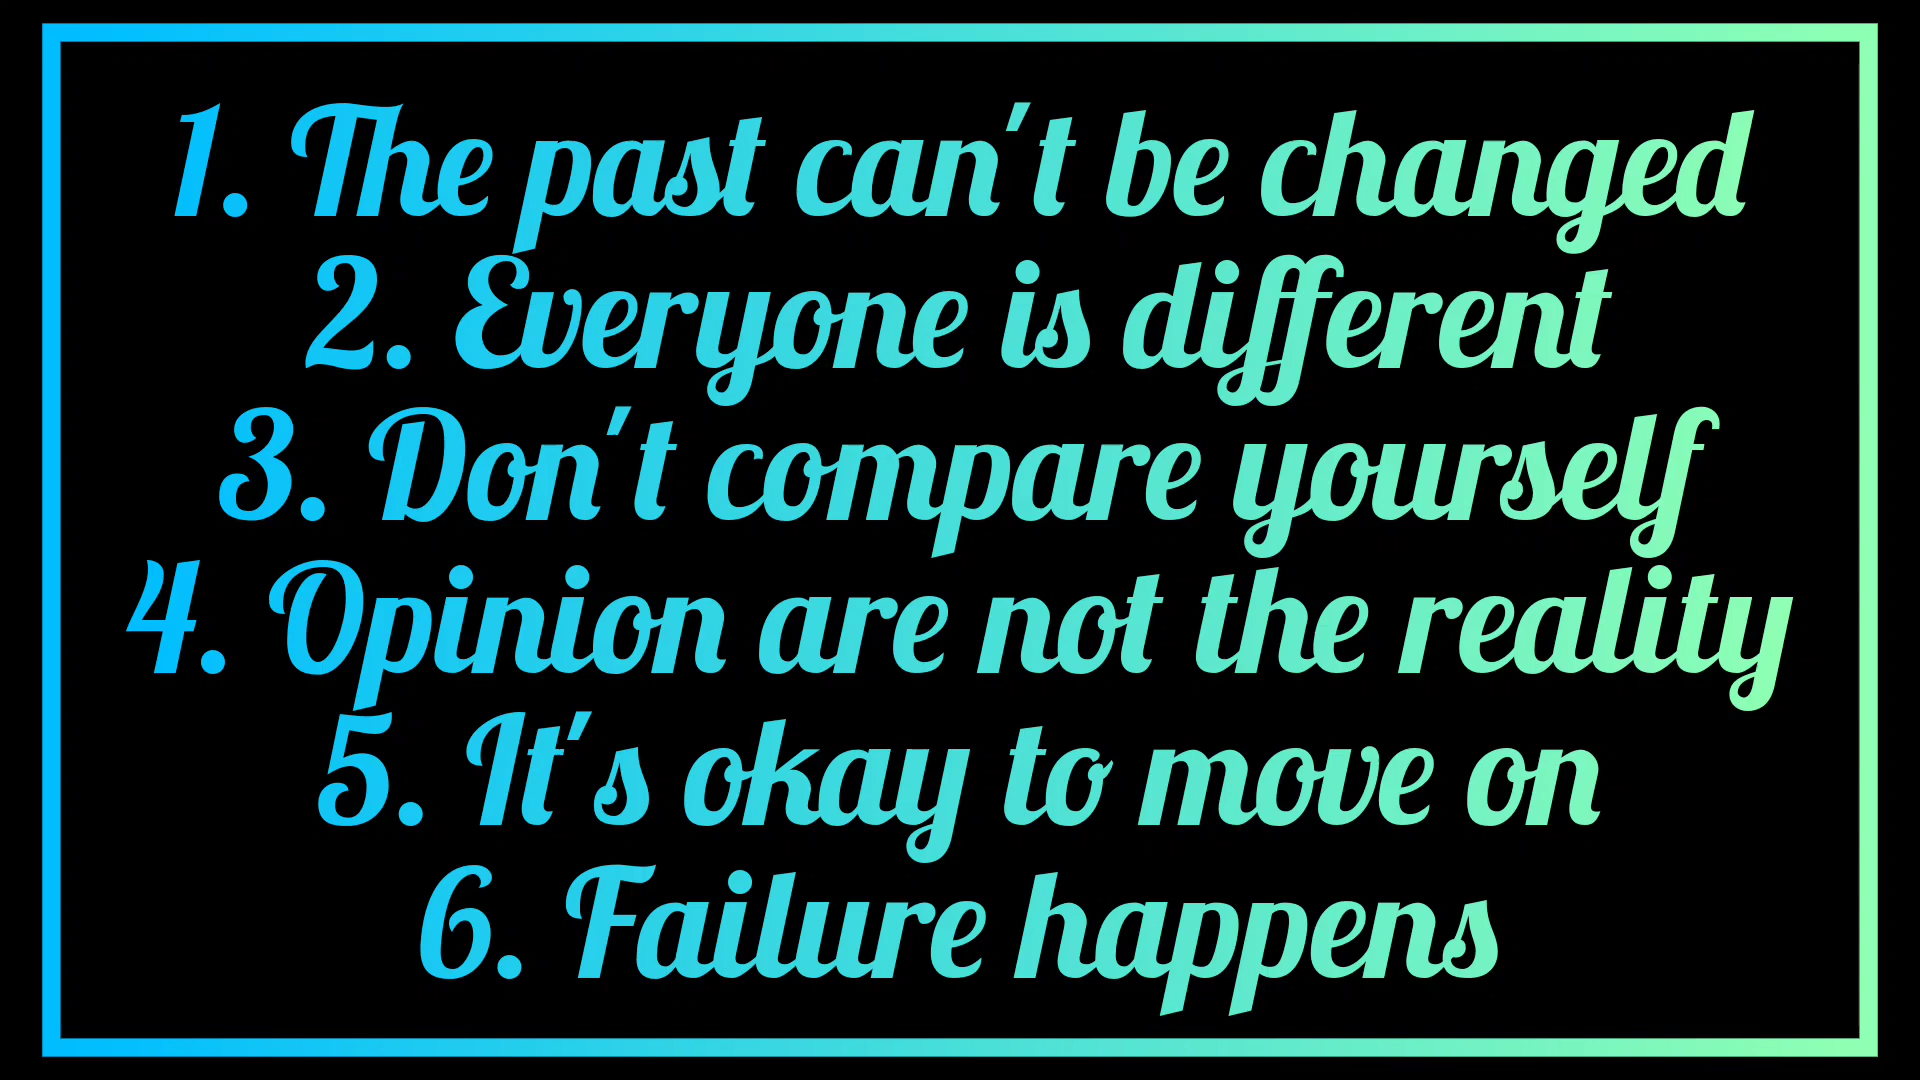 1. The past can't be changed
2. Everyone is different
3. Don't compare yourself
4. Opinion are not the reality
5. It's okay to move on
6. Failure happens